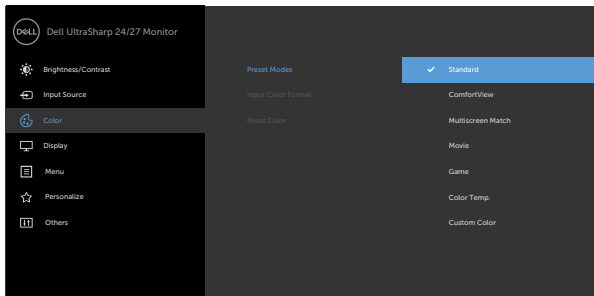 DELL
Dell UltraSharp 24/27 Monitor
Brightness/Contrast
Input Source
Color
Display
Menu
Personalize
Others
Preset Modes
Input Color Format
Reset Color
Standard
ComfortView
Multiscreen Match
Movie
Game
Color Temp.
Custom Color